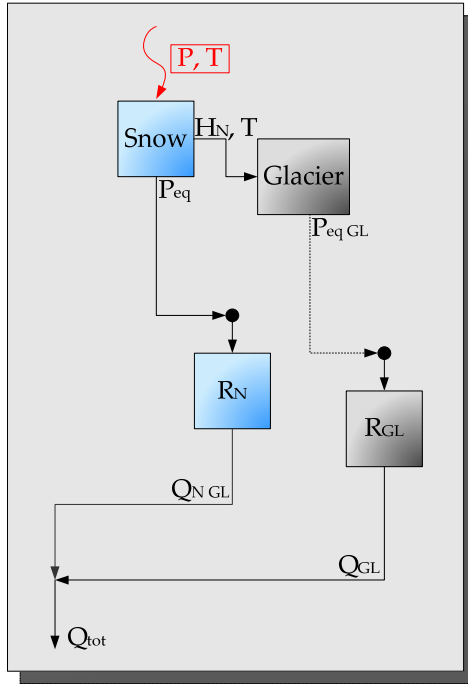 P, T
Snow
HN, T
Glacier
Peq
Peq GL
RN
RGL
QN GL
QGL
Qtot